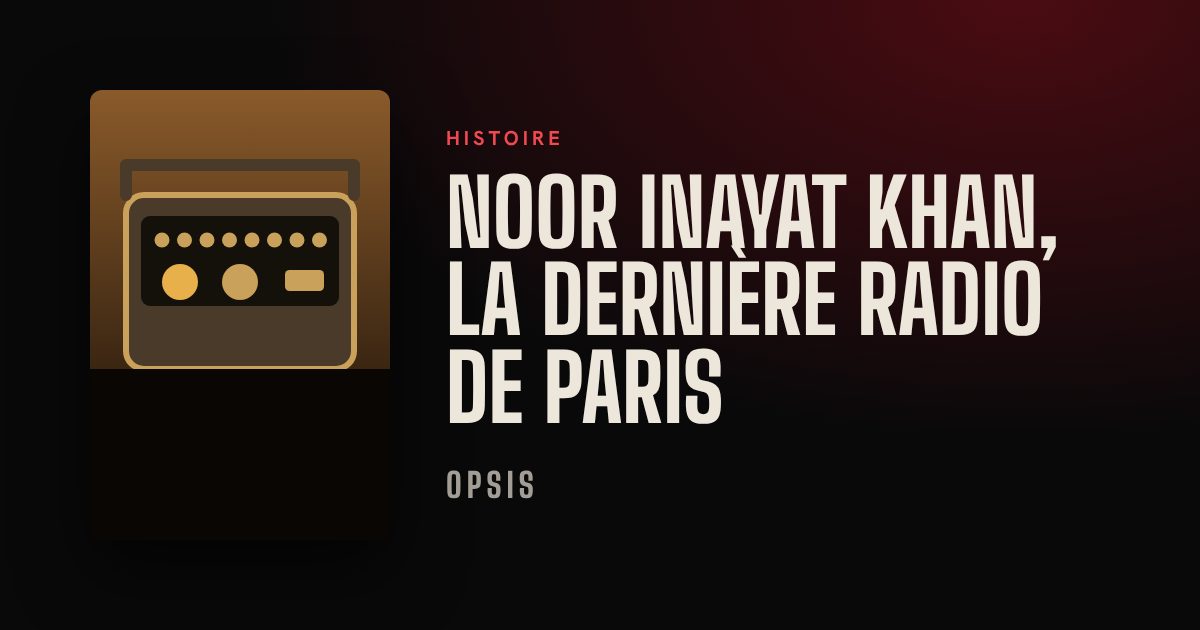 HISTOIRE
NOOR INAYAT KHAN,
LA DERNIÈRE RADIO
DE PARIS
OPSIS